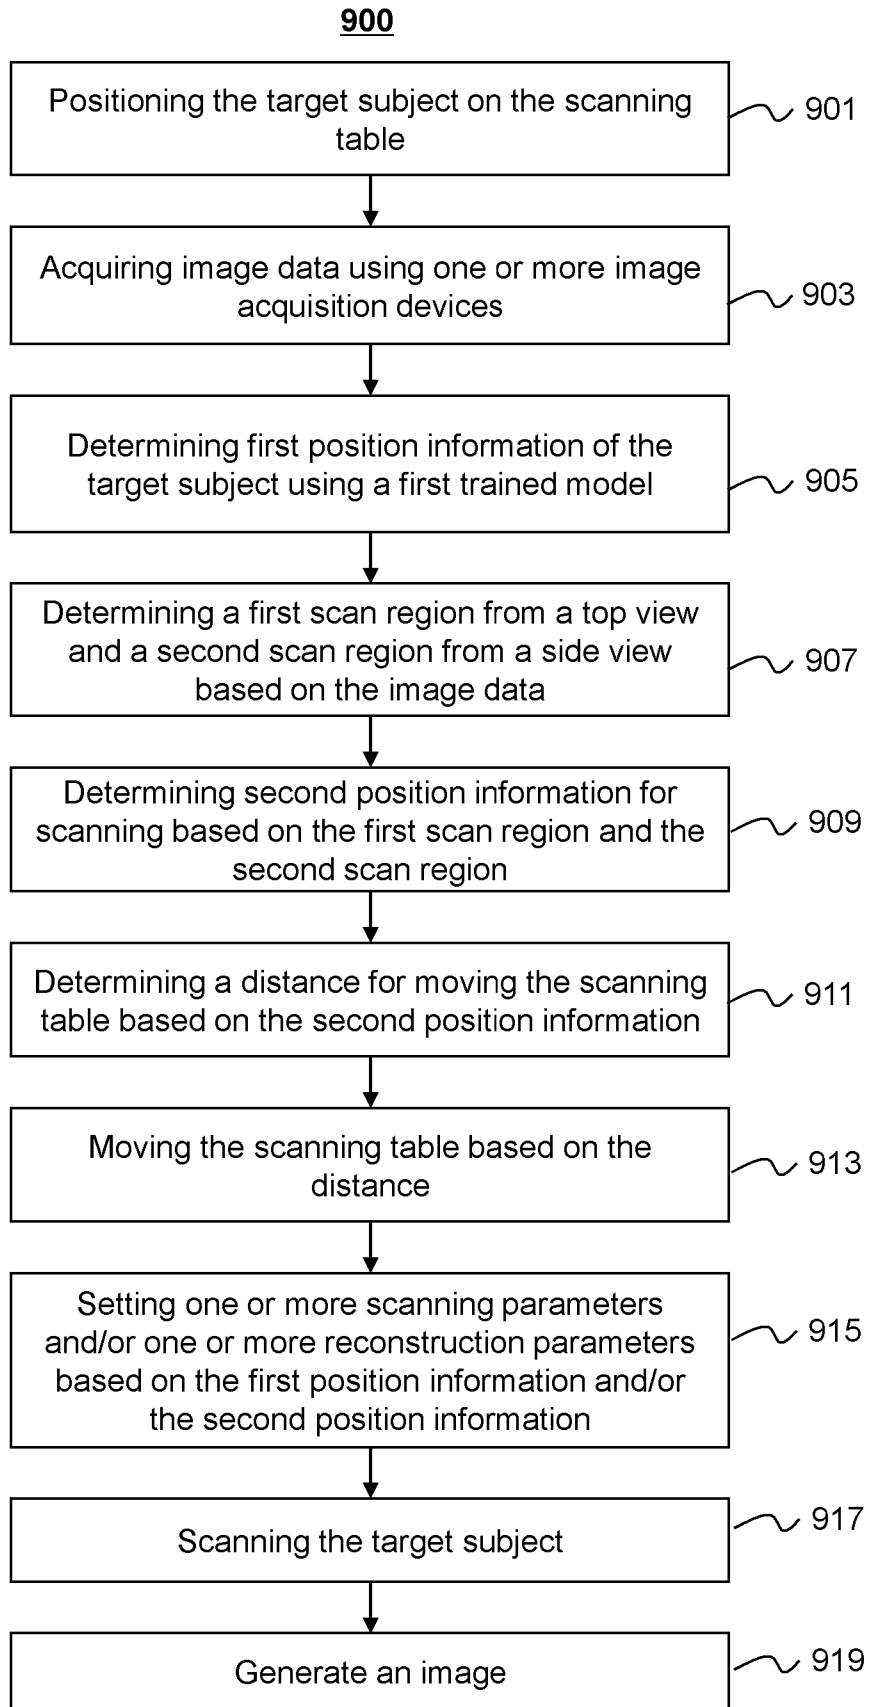 900
Positioning the target subject on the scanning
table
901
Acquiring image data using one or more image
acquisition devices
903
Determining first position information of the
target subject using a first trained model
905
Determining a first scan region from a top view
and a second scan region from a side view
based on the image data
907
Determining second position information for
scanning based on the first scan region and the
second scan region
909
Determining a distance for moving the scanning
table based on the second position information
911
Moving the scanning table based on the
distance
913
Setting one or more scanning parameters
and/or one or more reconstruction parameters
based on the first position information and/or
the second position information
915
Scanning the target subject
917
Generate an image
919